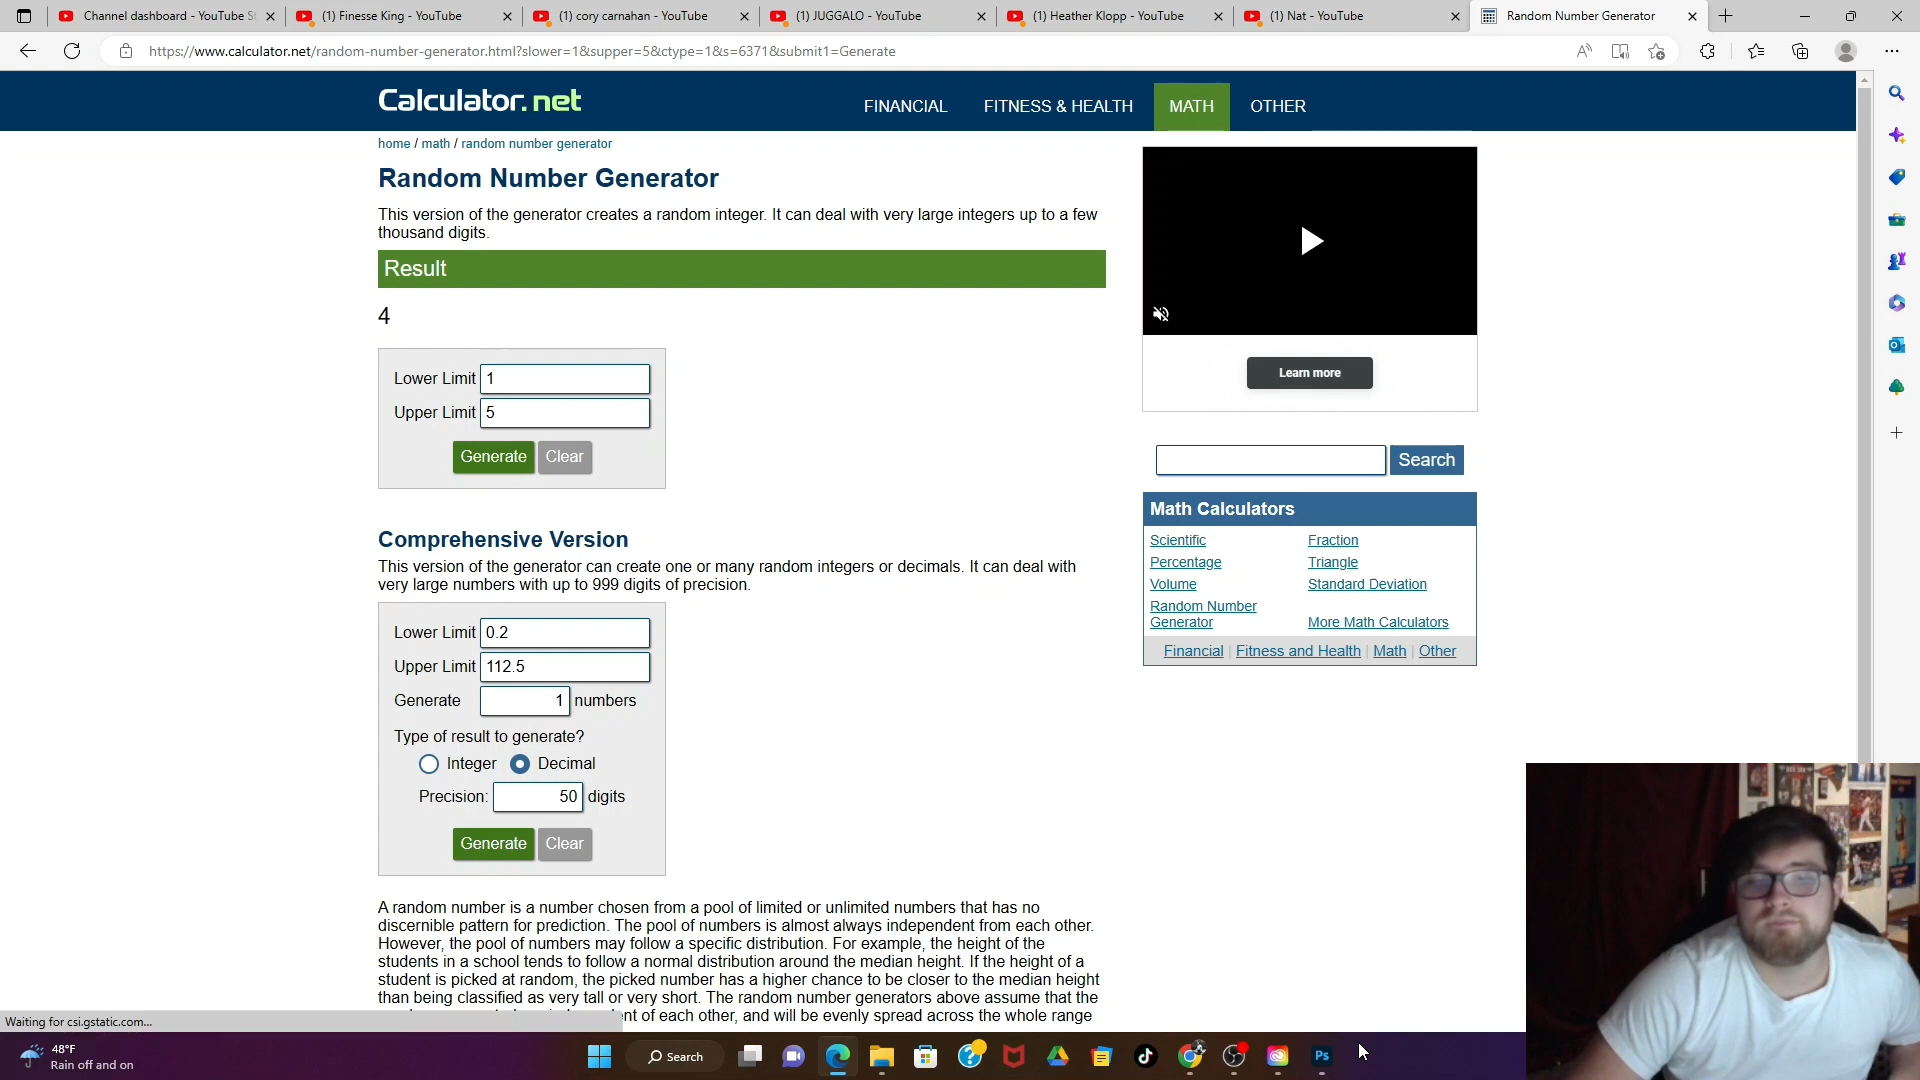 Channel dashboard - YouTube St
(1) Finesse King - YouTube
(1) cory carnahan - YouTube
(1) JUGGALO - YouTube
(1) Heather Klopp - YouTube
(1) Nat - YouTube
Random Number Generator
https://www.calculator.net/random-number-generator.html?slower=1&supper=5&ctype=1&s=6371&submit1=Generate
Calculator.net
FINANCIAL
FITNESS & HEALTH
MATH
OTHER
home / math / random number generator
Random Number Generator
This version of the generator creates a random integer. It can deal with very large integers up to a few
thousand digits.
Result
4
Lower Limit 1
Upper Limit 5
Generate Clear
Learn more
Search
Math Calculators
Scientific Fraction
Percentage Triangle
Volume Standard Deviation
Random Number
Generator More Math Calculators
Financial | Fitness and Health | Math | Other
Comprehensive Version
This version of the generator can create one or many random integers or decimals. It can deal with
very large numbers with up to 999 digits of precision.
Lower Limit 0.2
Upper Limit 112.5
Generate 1 numbers
Type of result to generate?
Integer Decimal
Precision: 50 digits
Generate Clear
A random number is a number chosen from a pool of limited or unlimited numbers that has no
discernible pattern for prediction. The pool of numbers is almost always independent from each other.
However, the pool of numbers may follow a specific distribution. For example, the height of the
students in a school tends to follow a normal distribution around the median height. If the height of a
student is picked at random, the picked number has a higher chance to be closer to the median height
than being classified as very tall or very short. The random number generators above assume that the
of each other, and will be evenly spread across the whole range
Waiting for csi.gstatic.com...
48°F
Rain off and on
Search
Ps